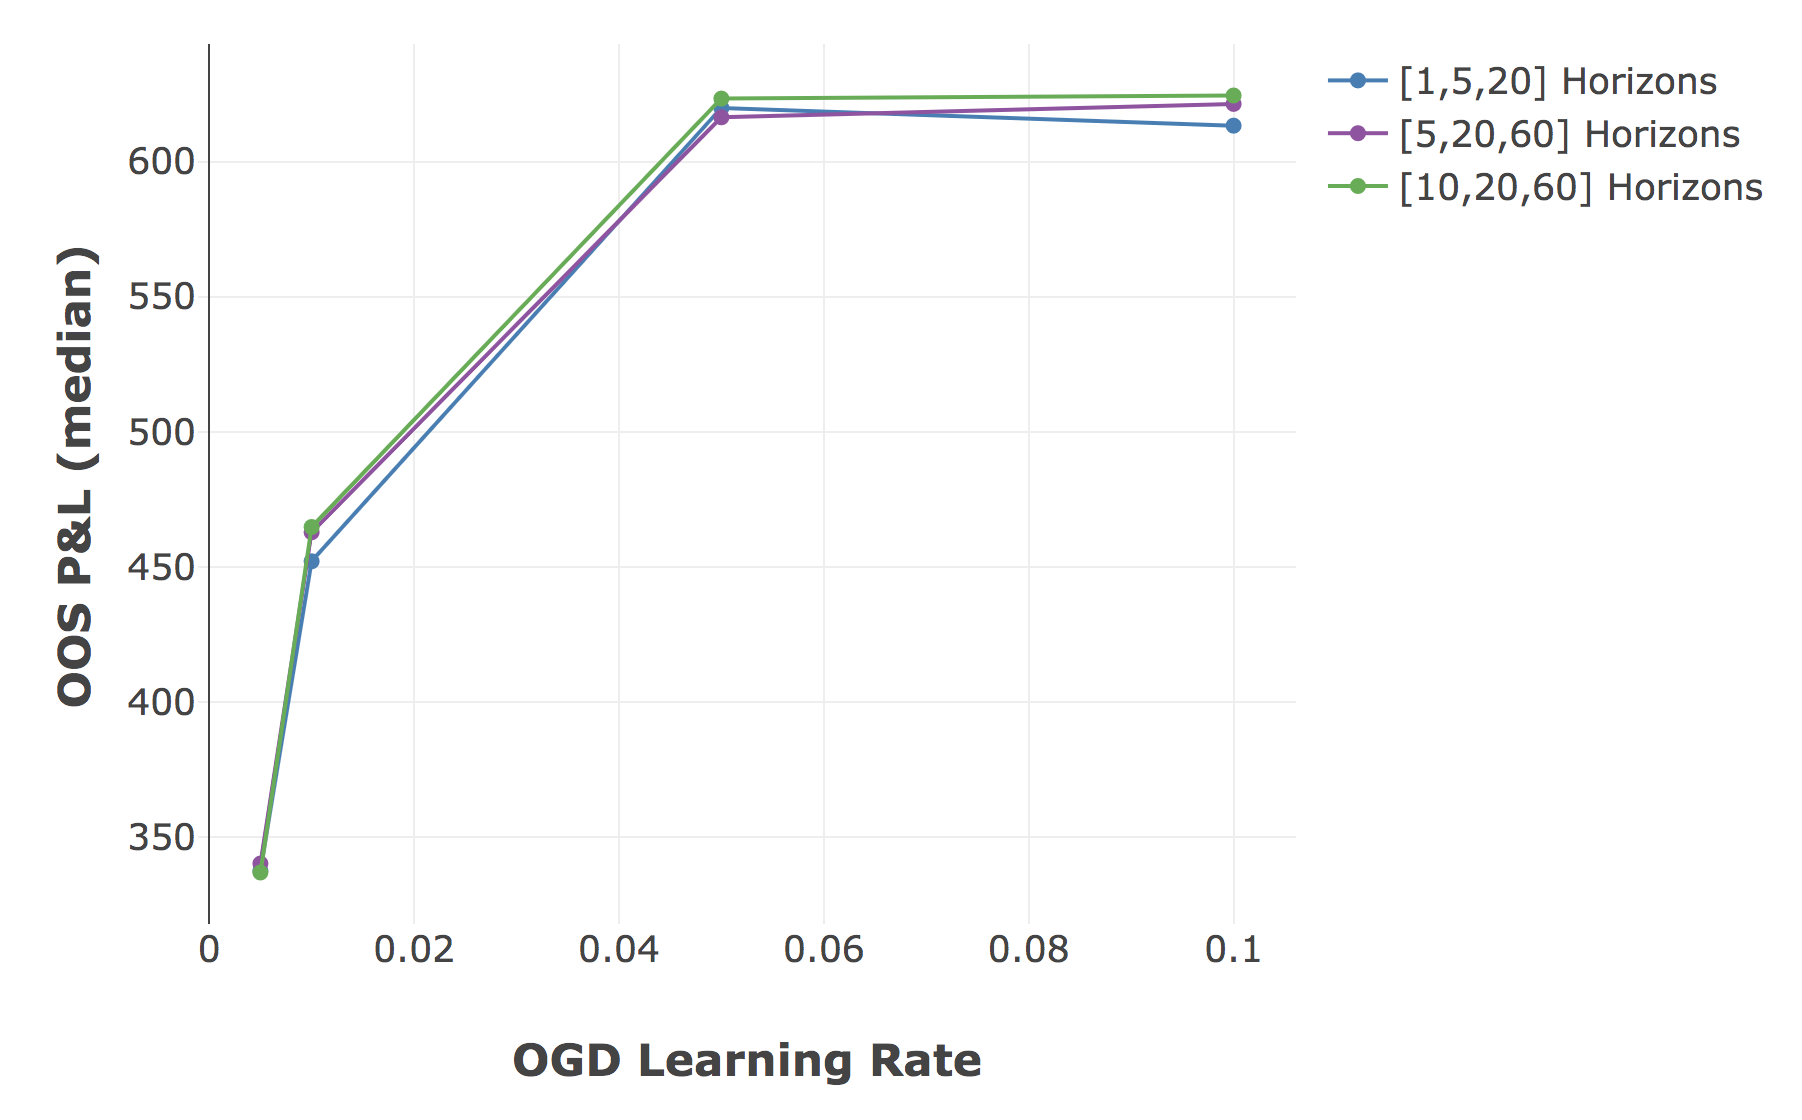 [1,5,20] Horizons
[5,20,60] Horizons
[10,20,60] Horizons
OOS P&L (median)
600
550
500
450
400
350
0 0.02 0.04 0.06 0.08 0.1
OGD Learning Rate